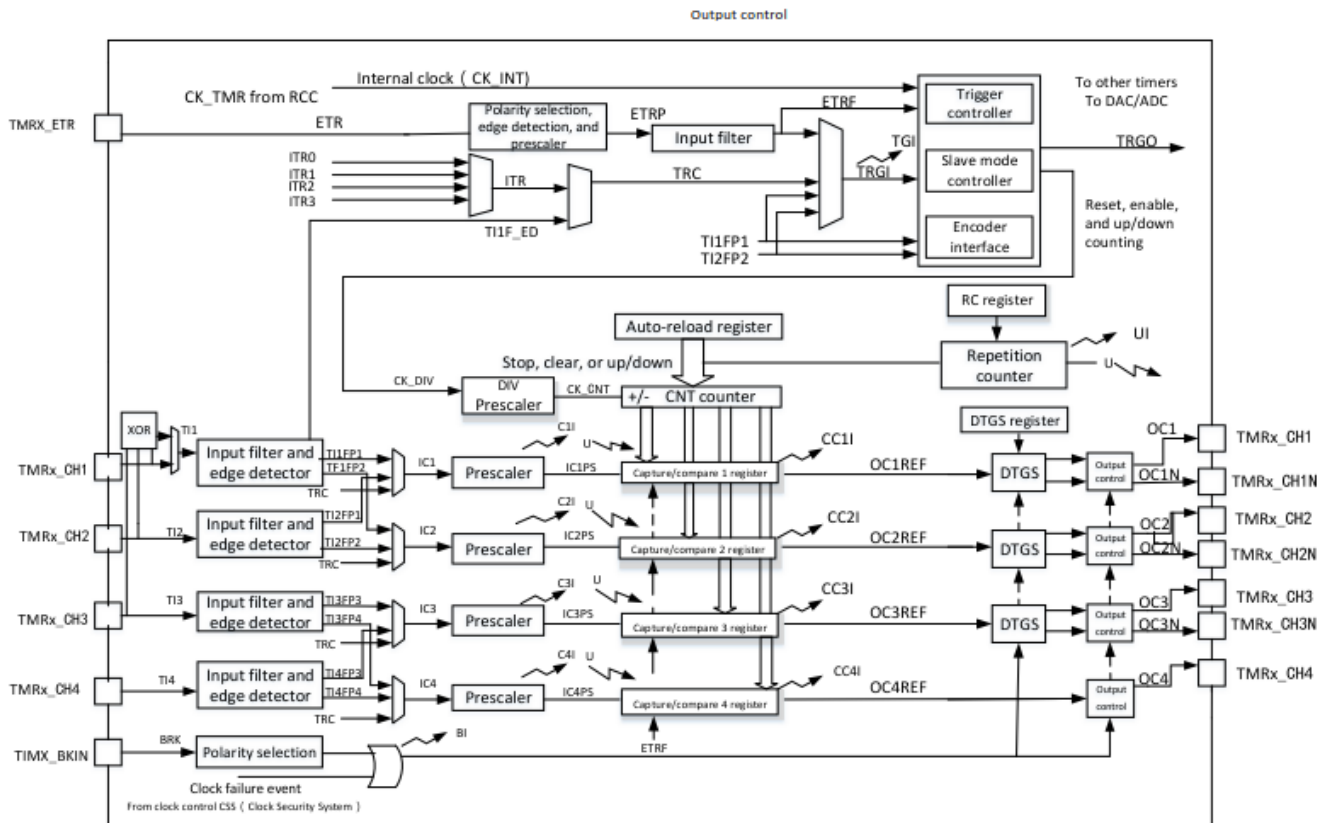 Output control
Internal clock ( CK_INT)
CK_TMR from RCC
To other timers
To DAC/ADC
TMRX_ETR
ETR
Polarity selection,
edge detection, and
prescaler
ETRP
Input filter
ETRF
Trigger
controller
TRGO
ITR0
ITR1
ITR2
ITR3
ITR
TRC
TGI
TRGI
Slave mode
controller
TI1F_ED
TI1FP1
TI2FP2
Encoder
interface
Reset, enable,
and up/down
counting
RC register
Auto-reload register
Stop, clear, or up/down
Repetition
counter
UI
U
CK_DIV
DIV
Prescaler
CK_CNT
+/-
CNT counter
DTGS register
XOR
TI1
TMRx_CH1
Input filter and
edge detector
TI1FP1
TF1FP2
TRC
IC1
Prescaler
C1I
U
IC1PS
Capture/compare 1 register
CC1I
OC1REF
DTGS
Output
control
OC1
OC1N
TMRx_CH1
TMRx_CH1N
TMRx_CH2
TI2
Input filter and
edge detector
TI2FP1
TI2FP2
TRC
IC2
Prescaler
C2I
U
IC2PS
Capture/compare 2 register
CC2I
OC2REF
DTGS
Output
control
OC2
OC2N
TMRx_CH2
TMRx_CH2N
TMRx_CH3
TI3
Input filter and
edge detector
TI3FP3
TI3FP4
TRC
IC3
Prescaler
C3I
U
IC3PS
Capture/compare 3 register
CC3I
OC3REF
DTGS
Output
control
OC3
OC3N
TMRx_CH3
TMRx_CH3N
TMRx_CH4
TI4
Input filter and
edge detector
TI4FP3
TI4FP4
TRC
IC4
Prescaler
C4I
U
IC4PS
Capture/compare 4 register
CC4I
OC4REF
Output
control
OC4
TMRx_CH4
TIMX_BKIN
BRK
Polarity selection
BI
ETRF
Clock failure event
From clock control CSS ( Clock Security System )